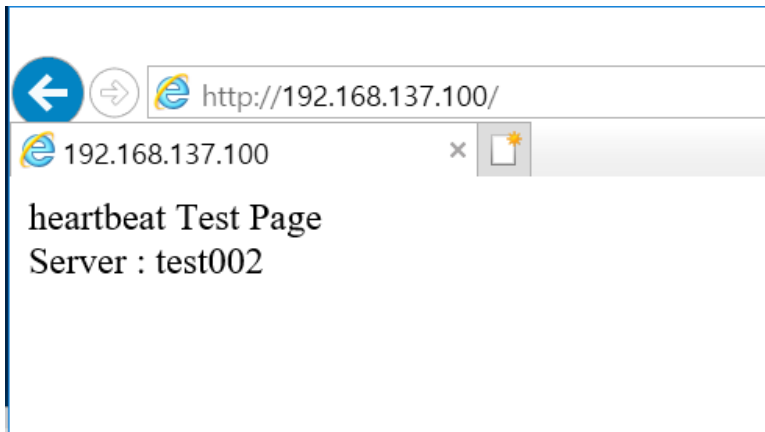 http://192.168.137.100/
192.168.137.100
heartbeat Test Page
Server : test002